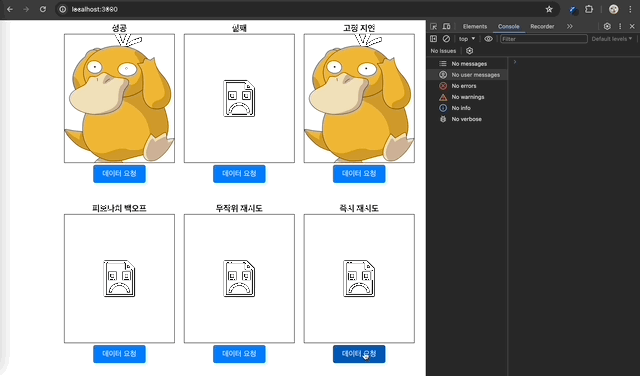 localhost:3000
Elements Console Recorder
top Filter Default levels
No Issues
No messages
No user messages
No errors
No warnings
No info
No verbose
성공 실패 고정 지연
데이터 요청 데이터 요청 데이터 요청
피보나치 백오프 무작위 재시도 즉시 재시도
데이터 요청 데이터 요청 데이터 요청